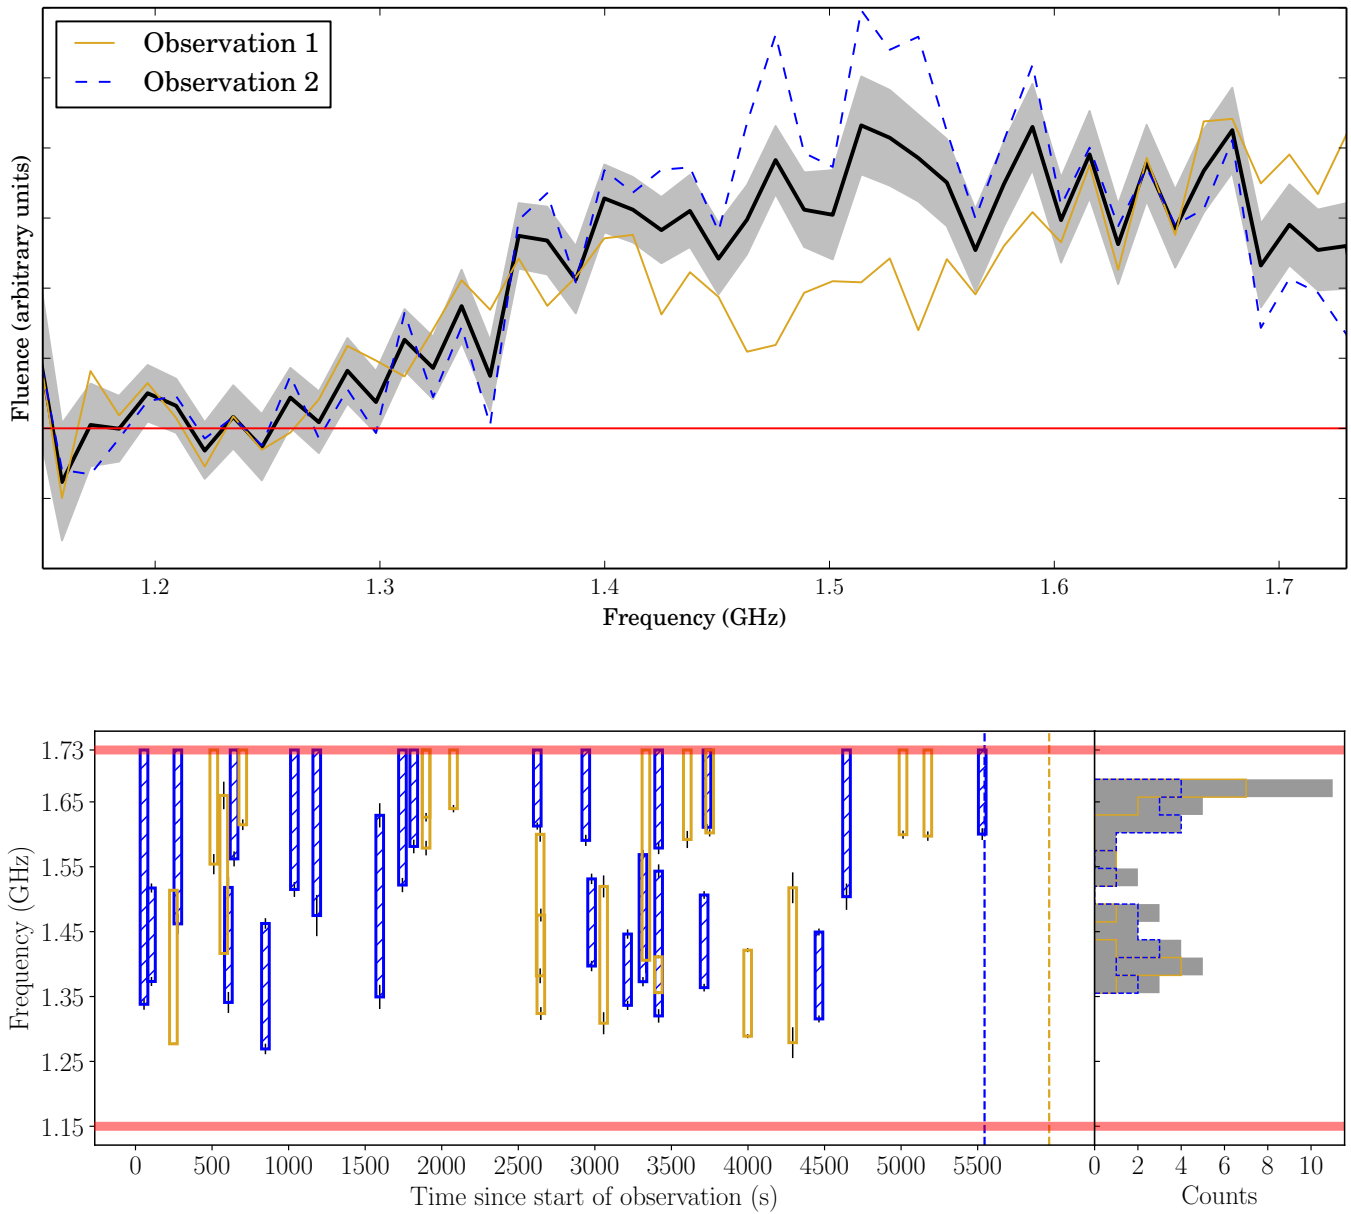 Observation 1
Observation 2
Fluence (arbitrary units)
1.2 1.3 1.4 1.5 1.6 1.7
Frequency (GHz)
1.73
1.65
1.55
1.45
1.35
1.25
1.15
Frequency (GHz)
0 500 1000 1500 2000 2500 3000 3500 4000 4500 5000 5500 0 2 4 6 8 10
Time since start of observation (s) Counts